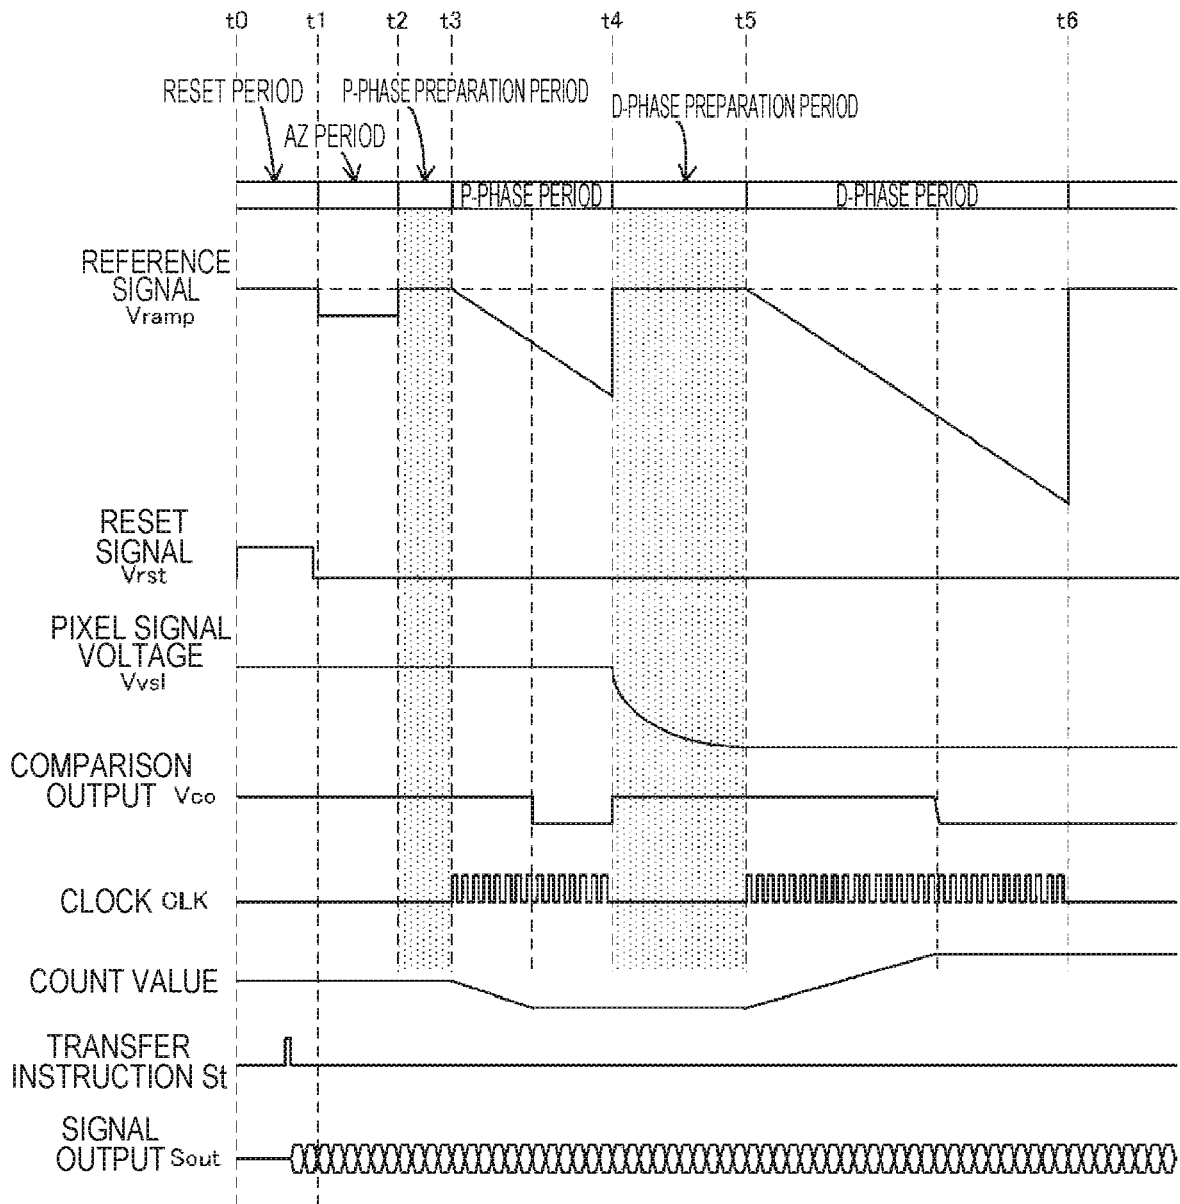 t0 t1 t2 t3 t4 t5 t6
RESET PERIOD
P-PHASE PREPARATION PERIOD
D-PHASE PREPARATION PERIOD
AZ PERIOD
P-PHASE PERIOD
D-PHASE PERIOD
REFERENCE
SIGNAL
Vramp
RESET
SIGNAL
Vrst
PIXEL SIGNAL
VOLTAGE
Vvsl
COMPARISON
OUTPUT Vco
CLOCK CLK
COUNT VALUE
TRANSFER
INSTRUCTION St
SIGNAL
OUTPUT Sout